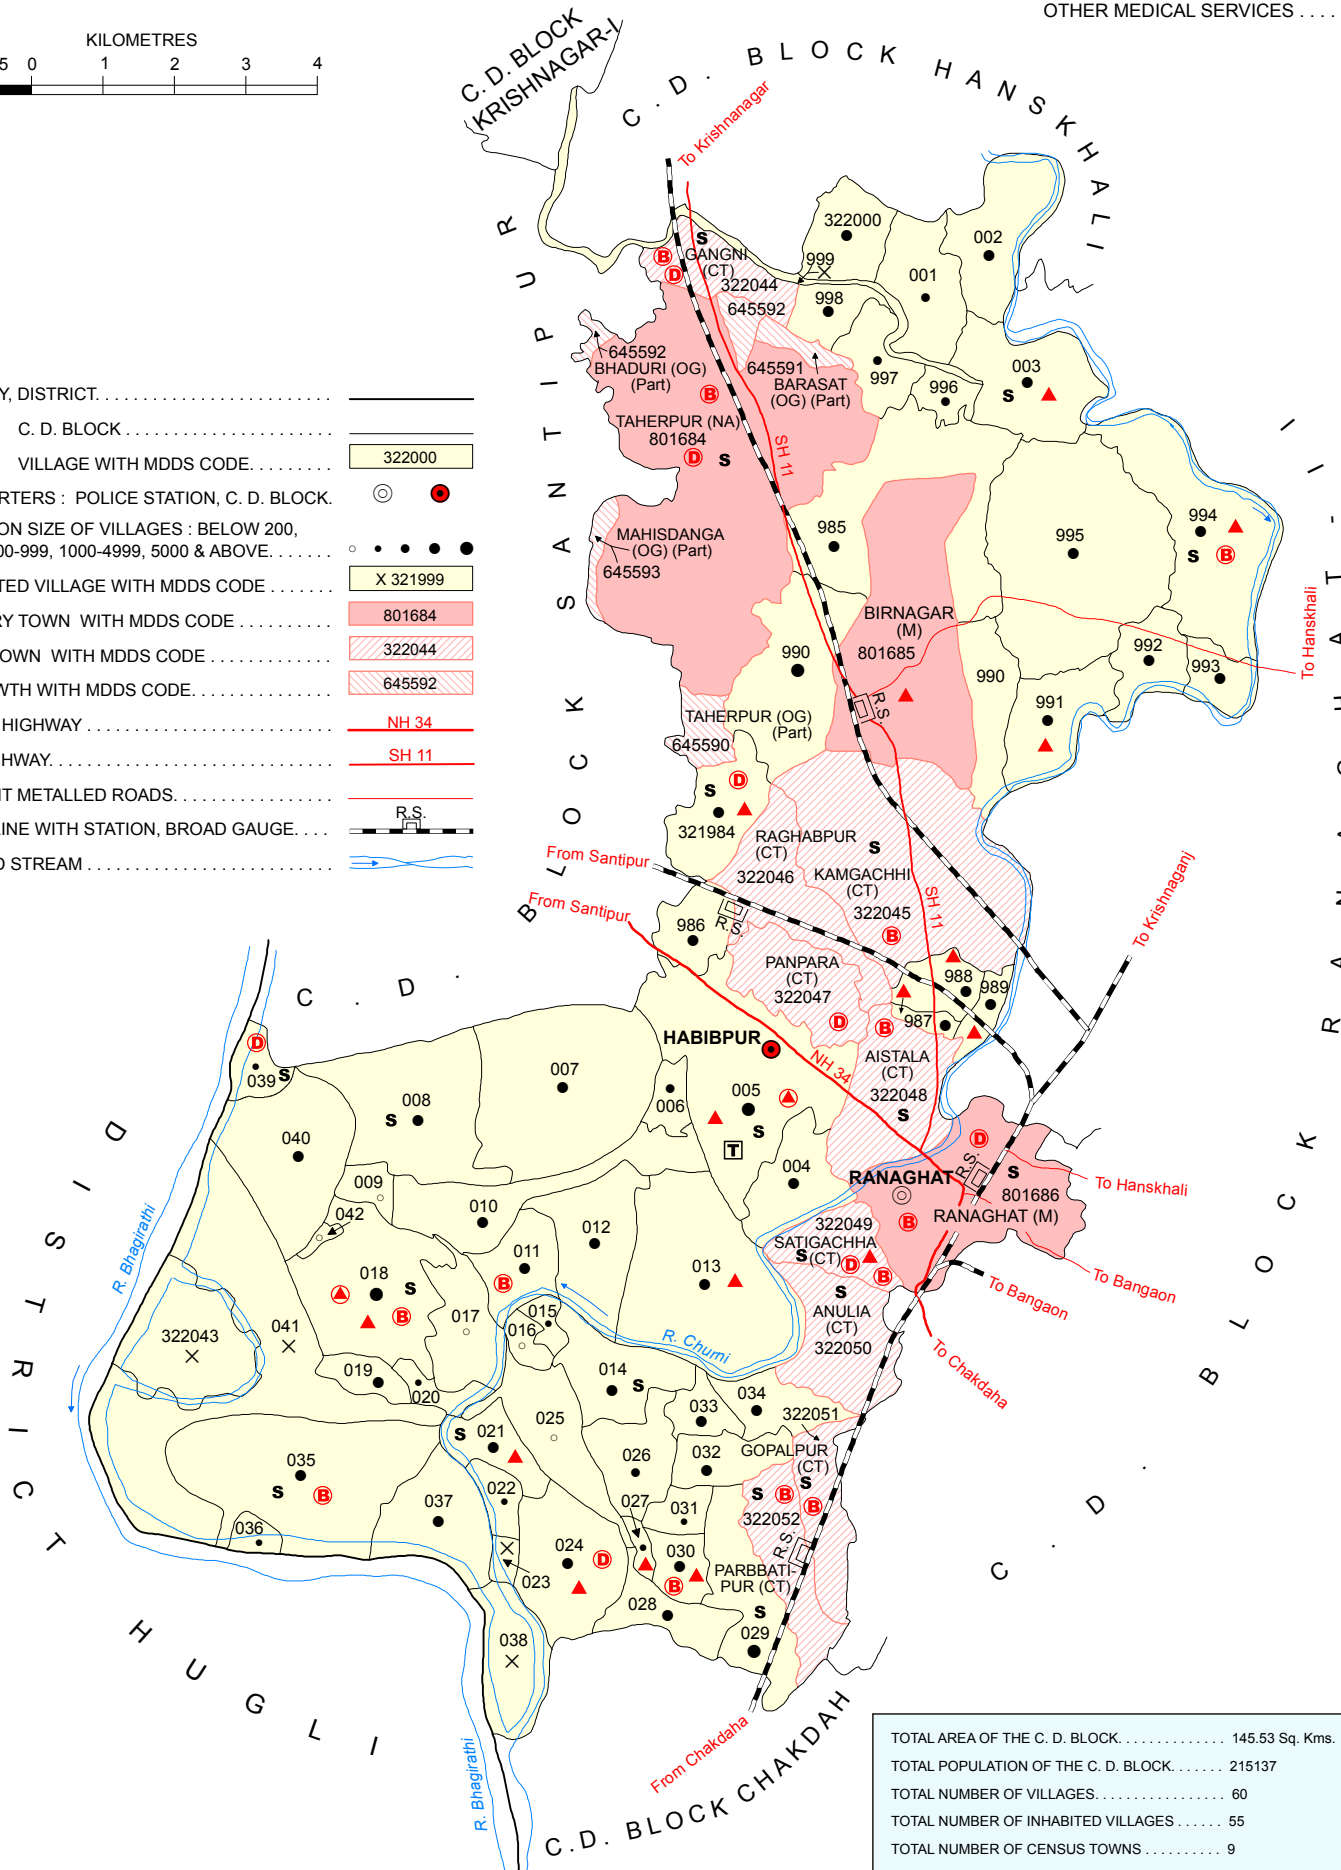 OTHER MEDICAL SERVICES . . . .
KILOMETRES
5 0 1 2 3 4
C. D. BLOCK
KRISHNAGAR-I
C. D. BLOCK HANSKHALI
To Krishnanagar
C. D. BLOCK SANTIPUR
C. D. BLOCK RANAGHAT - II
Y, DISTRICT. . . . . . . . . . . . . . . . . . . . . . . .
C. D. BLOCK . . . . . . . . . . . . . . . . . . . . .
VILLAGE WITH MDDS CODE. . . . . . . . . 322000
RTERS : POLICE STATION, C. D. BLOCK.
ON SIZE OF VILLAGES : BELOW 200,
00-999, 1000-4999, 5000 & ABOVE. . . . . . .
TED VILLAGE WITH MDDS CODE . . . . . . . X 321999
RY TOWN WITH MDDS CODE . . . . . . . . . . 801684
OWN WITH MDDS CODE . . . . . . . . . . . . . 322044
WTH WITH MDDS CODE. . . . . . . . . . . . . . . 645592
HIGHWAY . . . . . . . . . . . . . . . . . . . . . . . . . NH 34
HWAY. . . . . . . . . . . . . . . . . . . . . . . . . . . . . SH 11
NT METALLED ROADS. . . . . . . . . . . . . . . . .
R.S.
LINE WITH STATION, BROAD GAUGE. . . .
D STREAM . . . . . . . . . . . . . . . . . . . . . . . . . .
S
B GANGNI
D (CT)
322044
999
322000
001
002
645592
998
645592
BHADURI (OG)
(Part)
645591
BARASAT
(OG) (Part)
997
996
003
S
B
TAHERPUR (NA)
801684
D S
SH 11
MAHISDANGA
(OG) (Part)
645593
985
995
994
S B
BIRNAGAR
(M)
801685
To Hanskhali
990
990
992
993
991
R.S.
TAHERPUR (OG)
(Part)
645590
D
S
321984
RAGHABPUR
(CT)
322046
S
KAMGACHHI
(CT)
322045
B
SH 11
From Santipur
From Santipur
R.S.
986
To Krishnaganj
PANPARA
(CT)
322047
D
B
988
989
987
AISTALA
(CT)
322048
S
HABIBPUR
NH 34
D
039 S
007
008
S
006
005
S
T
004
040
RANAGHAT
D
R.S.
S
801686
RANAGHAT (M)
B
To Hanskhali
To Bangaon
To Bangaon
To Chakdaha
009
042
010
012
011
B
013
018
S
B
322049
SATIGACHHA
S (CT)
D
B
S
ANULIA
(CT)
322050
R. Bhagirathi
322043
041
017
015
016
R. Churni
019
020
014
S
034
033
322051
025
S 021
026
032
GOPALPUR
(CT)
S
S B
B
322052
035
S B
022
037
036
027
031
024
D
023
030
B
R.S.
PARBBATI-
PUR (CT)
028
S
029
038
DISTRICT HUGLI
R. Bhagirathi
From Chakdaha
C.D. BLOCK CHAKDAH
TOTAL AREA OF THE C. D. BLOCK. . . . . . . . . . . . . . 145.53 Sq. Kms.
TOTAL POPULATION OF THE C. D. BLOCK. . . . . . . 215137
TOTAL NUMBER OF VILLAGES. . . . . . . . . . . . . . . . . 60
TOTAL NUMBER OF INHABITED VILLAGES . . . . . . 55
TOTAL NUMBER OF CENSUS TOWNS . . . . . . . . . . 9